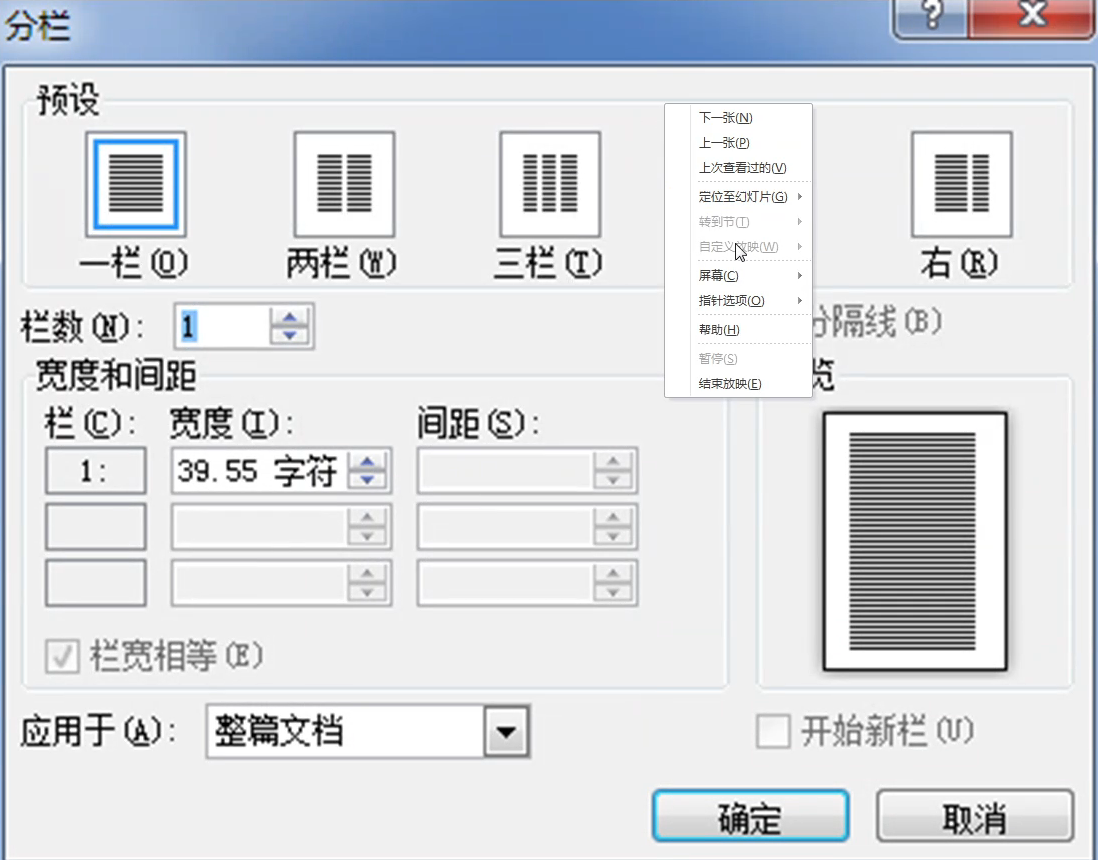 分栏
预设
一栏(O)
两栏(W)
三栏(T)
右(R)
下一张(N)
上一张(P)
上次查看过的(V)
定位至幻灯片(G)
转到节(T)
自定义放映(W)
屏幕(C)
指针选项(O)
帮助(H)
暂停(S)
结束放映(E)
栏数(N): 1
分隔线(B)
宽度和间距
览
栏(C): 宽度(I): 间距(S):
1: 39.55 字符
栏宽相等(E)
应用于(A): 整篇文档
开始新栏(U)
确定 取消